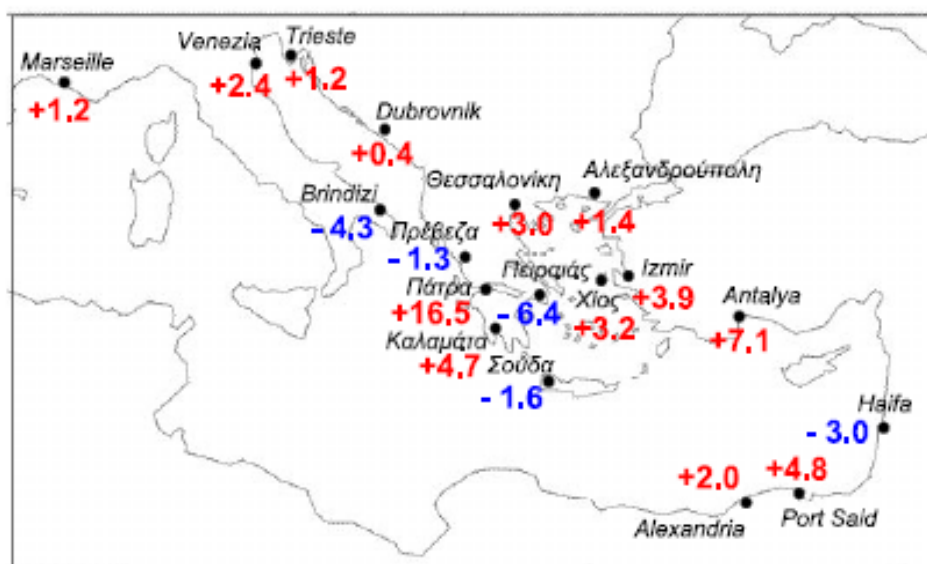 Marseille
+1.2
Venezia
+2.4
Trieste
+1.2
Dubrovnik
+0.4
Brindizi
- 4.3
Θεσσαλονίκη
+3.0
Αλεξανδρούπολη
+1.4
Πρέβεζα
- 1.3
Πάτρα
+16.5
Πειραιάς
- 6.4
Χίος
+3.2
Izmir
+3.9
Antalya
+7.1
Καλαμάτα
+4.7
Σούδα
- 1.6
Haifa
- 3.0
+2.0
Alexandria
+4.8
Port Said